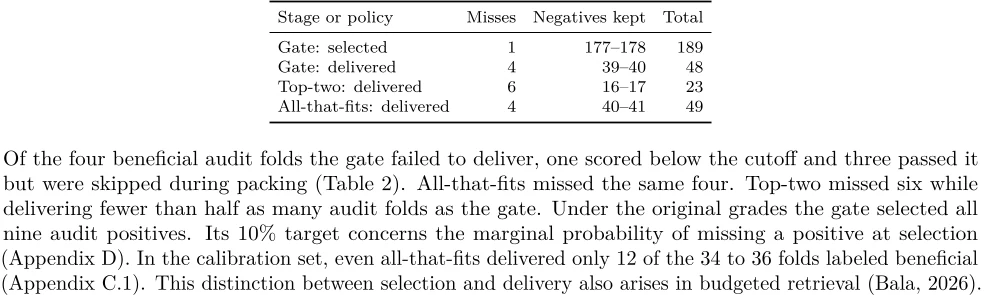 Stage or policy Misses Negatives kept Total
Gate: selected 1 177–178 189
Gate: delivered 4 39–40 48
Top-two: delivered 6 16–17 23
All-that-fits: delivered 4 40–41 49
Of the four beneficial audit folds the gate failed to deliver, one scored below the cutoff and three passed it
but were skipped during packing (Table 2). All-that-fits missed the same four. Top-two missed six while
delivering fewer than half as many audit folds as the gate. Under the original grades the gate selected all
nine audit positives. Its 10% target concerns the marginal probability of missing a positive at selection
(Appendix D). In the calibration set, even all-that-fits delivered only 12 of the 34 to 36 folds labeled beneficial
(Appendix C.1). This distinction between selection and delivery also arises in budgeted retrieval (Bala, 2026).